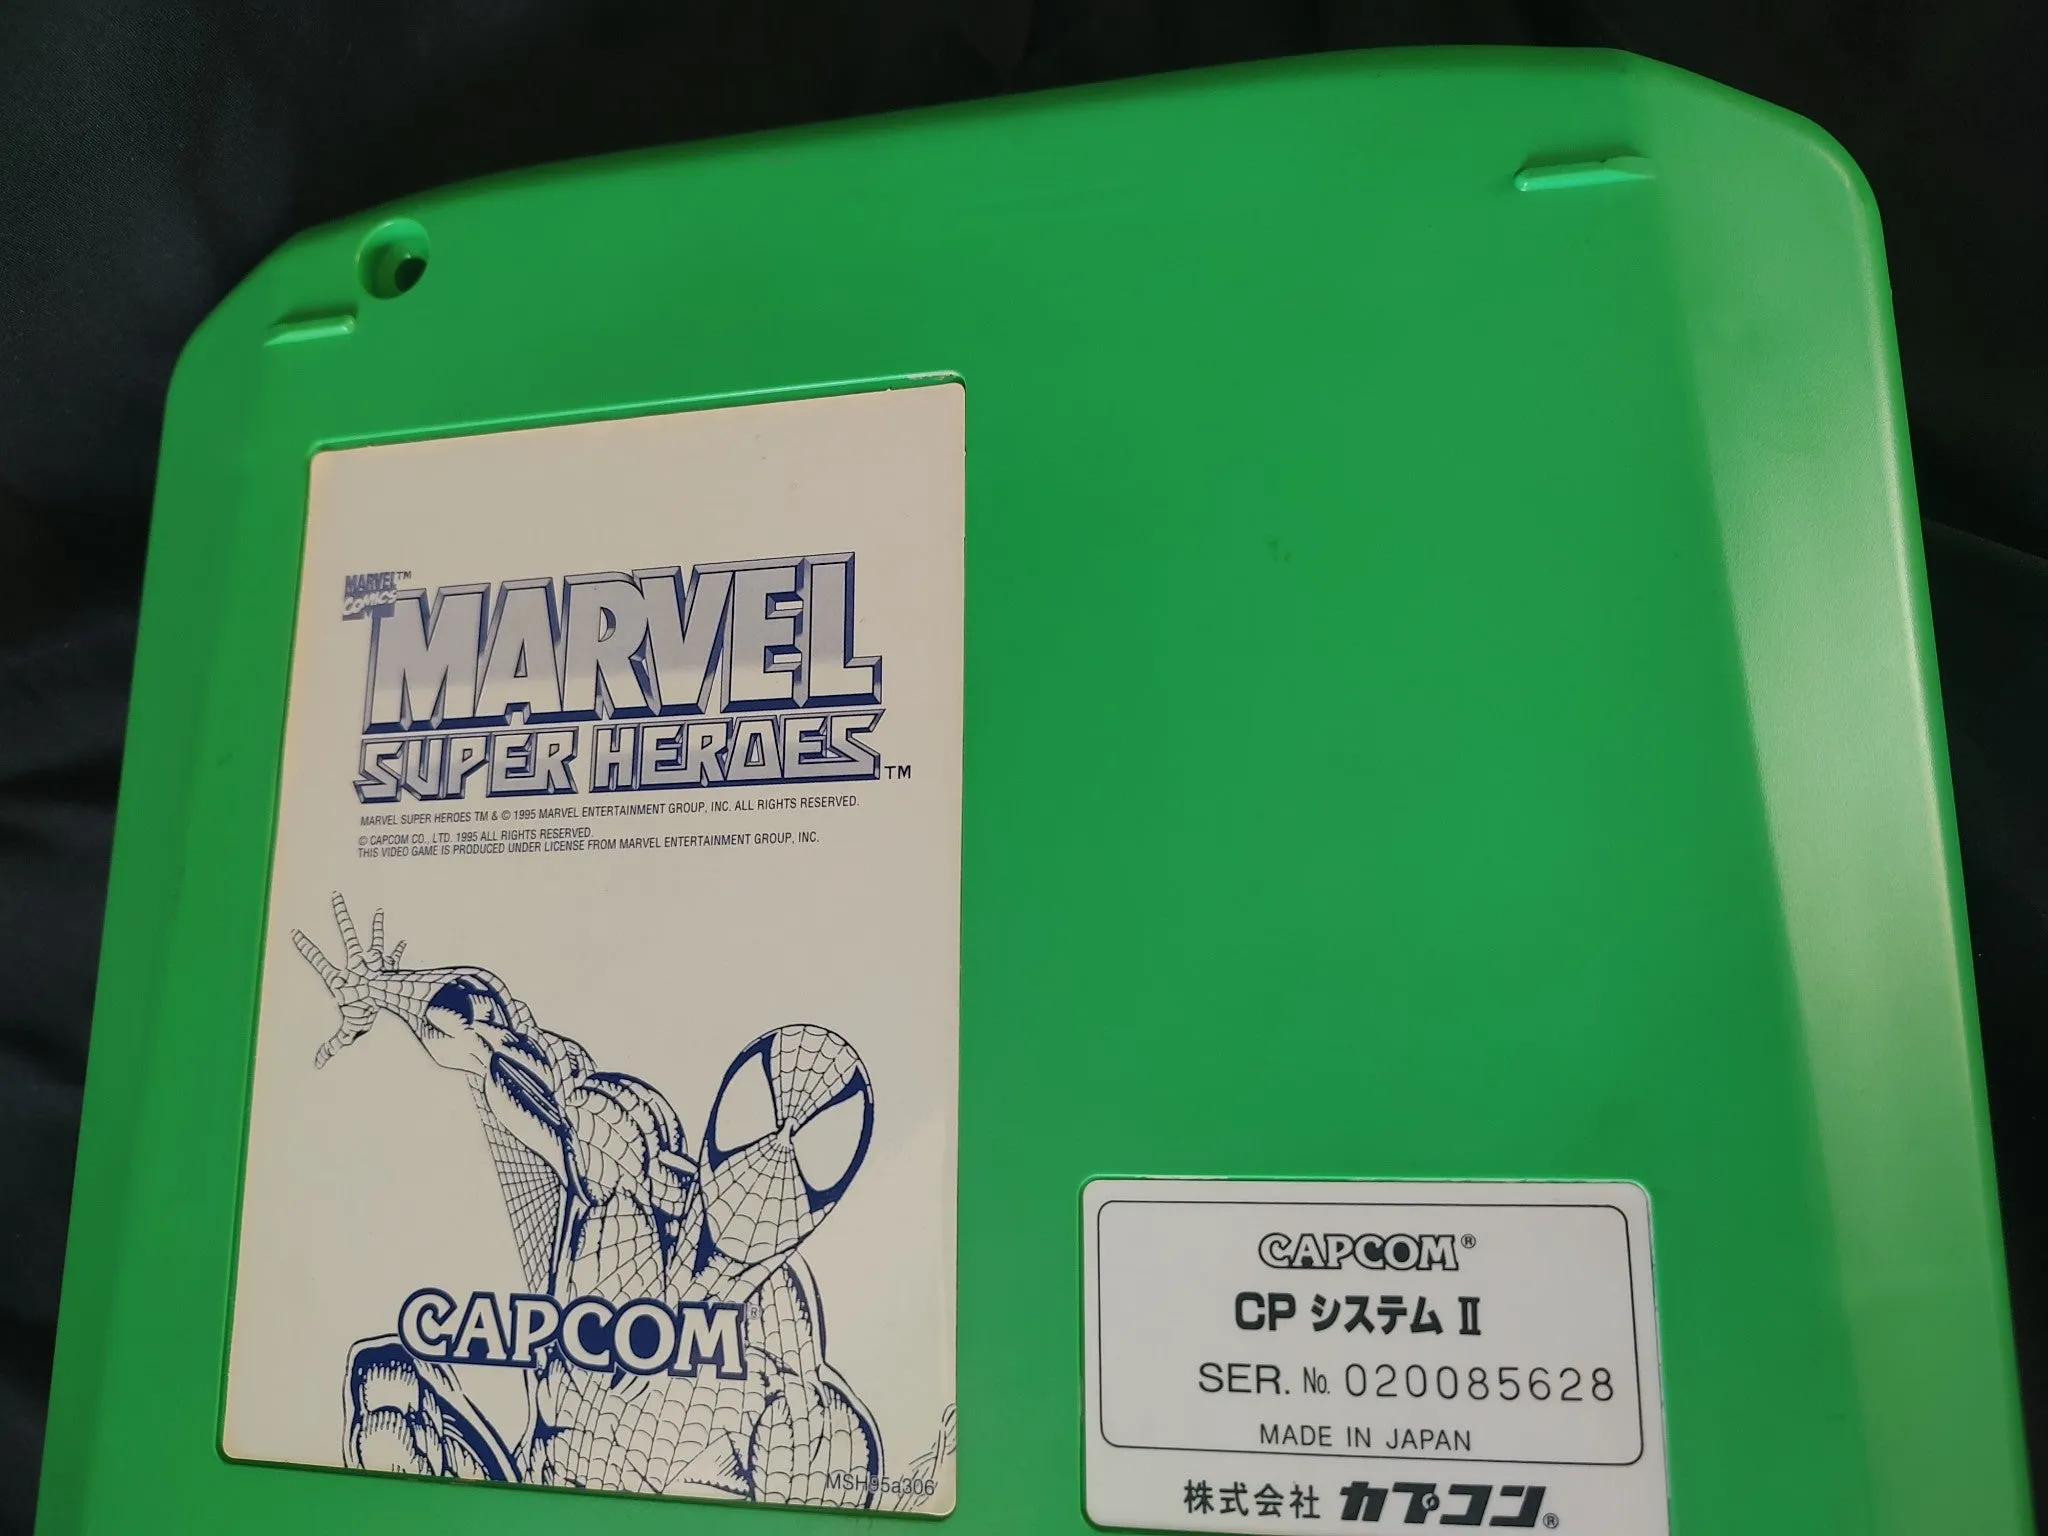 MARVEL™
COMICS
MARVEL
SUPER HEROES™
MARVEL SUPER HEROES TM & © 1995 MARVEL ENTERTAINMENT GROUP, INC. ALL RIGHTS RESERVED.
© CAPCOM CO., LTD. 1995 ALL RIGHTS RESERVED.
THIS VIDEO GAME IS PRODUCED UNDER LICENSE FROM MARVEL ENTERTAINMENT GROUP, INC.
CAPCOM®
MSH95a306
CAPCOM®
CP システムⅡ
SER. No. 020085628
MADE IN JAPAN
株式会社 カプコン®